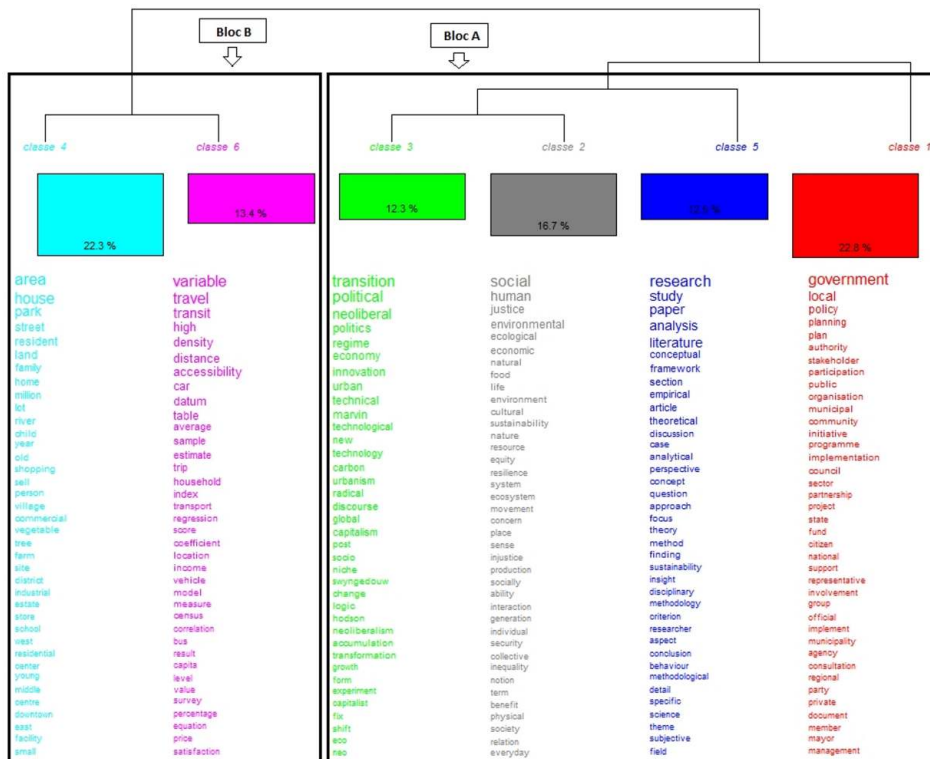 Bloc B
Bloc A
classe 4
22.3 %
area
house
park
street
resident
land
family
home
million
lot
river
child
year
old
shopping
sell
person
village
commercial
vegetable
tree
farm
site
district
industrial
estate
store
school
west
residential
center
young
middle
centre
downtown
east
facility
small
classe 6
13.4 %
variable
travel
transit
high
density
distance
accessibility
car
datum
table
average
sample
estimate
trip
household
index
transport
regression
score
coefficient
location
income
vehicle
model
measure
census
correlation
bus
result
capita
level
value
survey
percentage
equation
price
satisfaction
classe 3
12.3 %
transition
political
neoliberal
politics
regime
economy
innovation
urban
technical
marvin
technological
new
technology
carbon
urbanism
radical
discourse
global
capitalism
post
socio
niche
swyngedouw
change
logic
hodson
neoliberalism
accumulation
transformation
growth
form
experiment
capitalist
fix
shift
eco
neo
classe 2
16.7 %
social
human
justice
environmental
ecological
economic
natural
food
life
environment
cultural
sustainability
nature
resource
equity
resilience
system
ecosystem
movement
concern
place
sense
injustice
production
socially
ability
interaction
generation
individual
security
collective
inequality
notion
term
benefit
physical
society
relation
everyday
classe 5
research
study
paper
analysis
literature
conceptual
framework
section
empirical
article
theoretical
discussion
case
analytical
perspective
concept
question
approach
focus
theory
method
finding
sustainability
insight
disciplinary
methodology
criterion
researcher
aspect
conclusion
behaviour
methodological
detail
specific
science
theme
subjective
field
classe 1
22.8 %
government
local
policy
planning
plan
authority
stakeholder
participation
public
organisation
municipal
community
initiative
programme
implementation
council
sector
partnership
project
state
fund
citizen
national
support
representative
involvement
group
official
implement
municipality
agency
consultation
regional
party
private
document
member
mayor
management